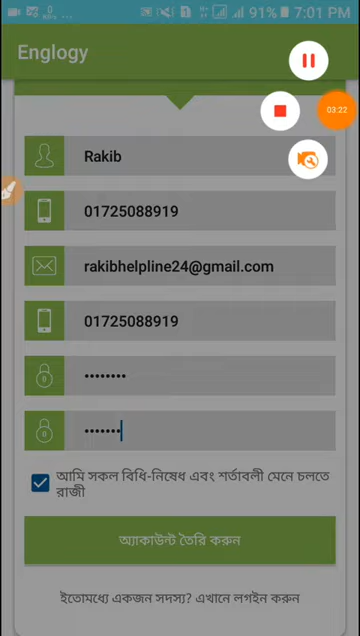 91% 7:01 PM
Englogy
03:22
Rakib
01725088919
rakibhelpline24@gmail.com
01725088919
••••••••
•••••••
আমি সকল বিধি-নিষেধ এবং শর্তাবলী মেনে চলতে
রাজী
অ্যাকাউন্ট তৈরি করুন
ইতোমধ্যে একজন সদস্য? এখানে লগইন করুন